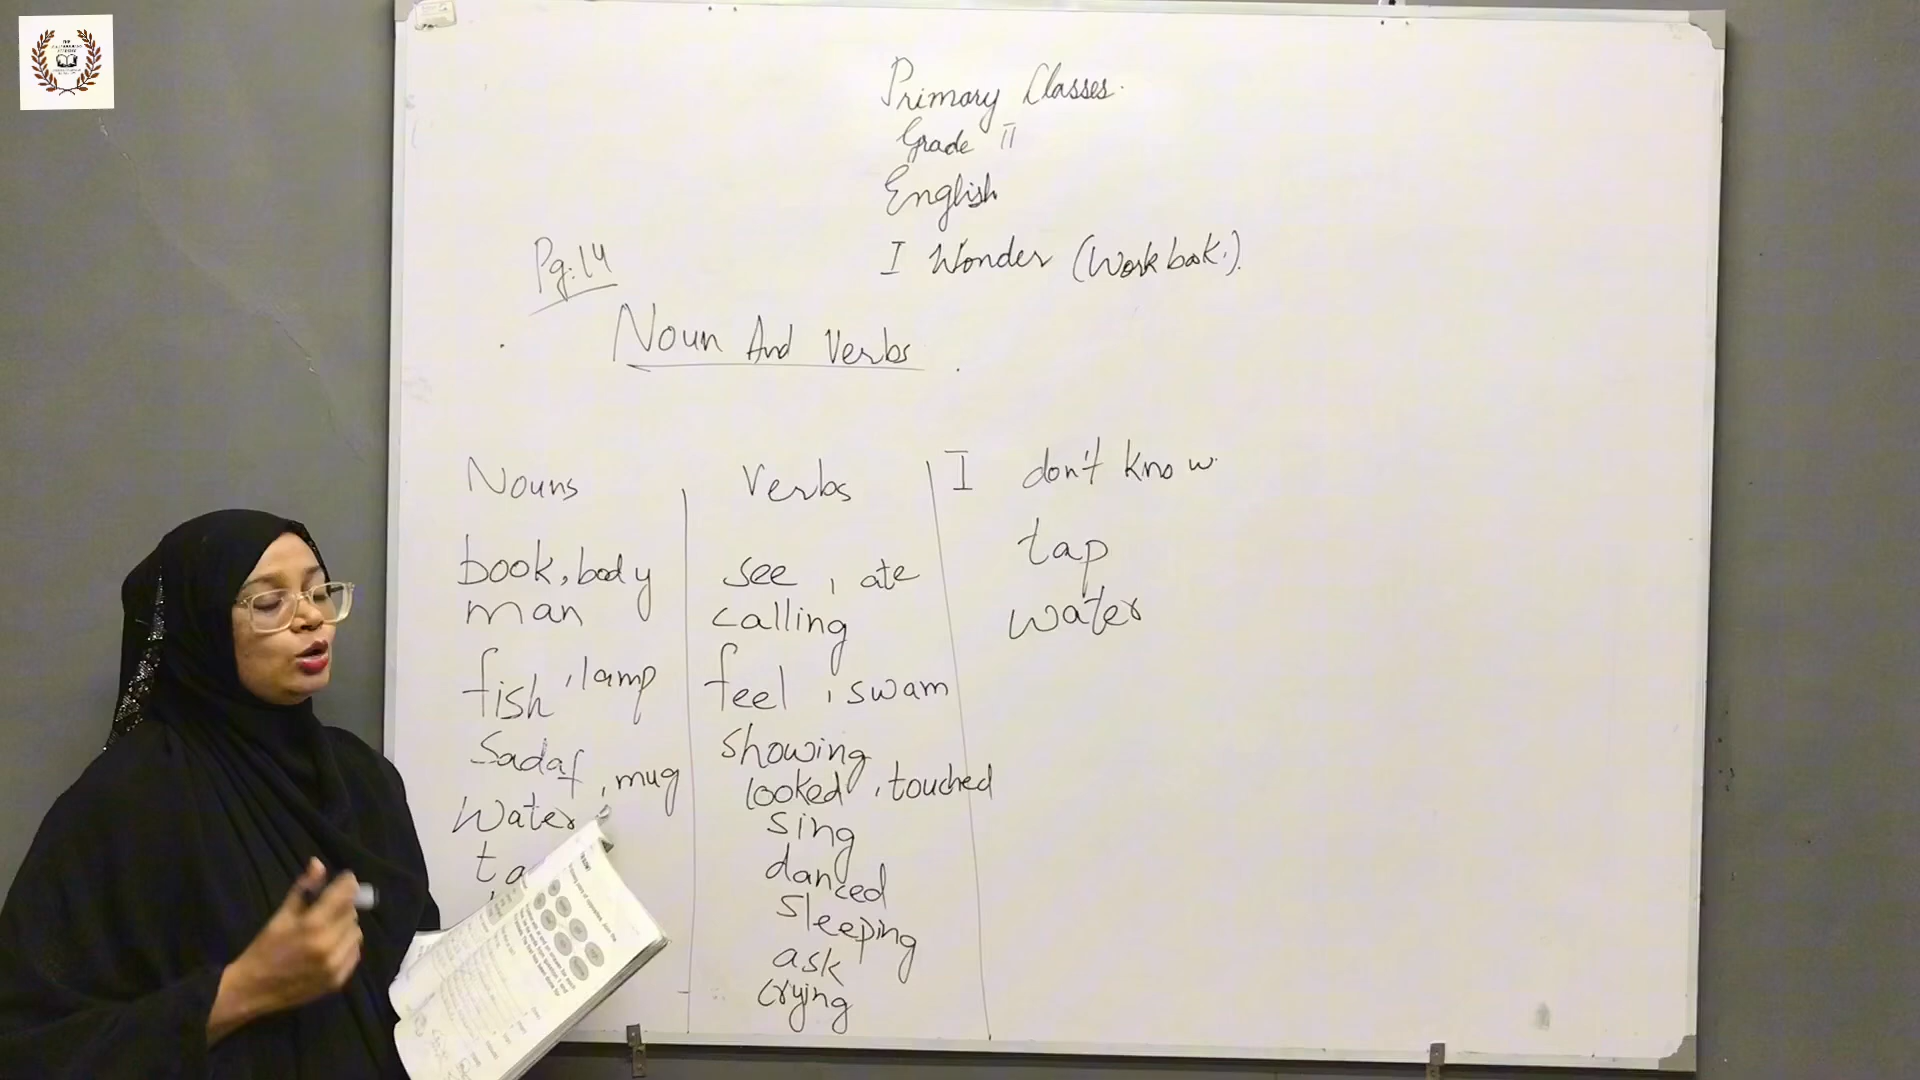 Primary Classes.
Grade II
English
I Wonder (Workbook.).
Pg:14
Noun And Verbs
Nouns
book, body
man
fish, lamp
Sadaf, mug
Water
ta
Verbs
see, ate
calling
feel, swam
showing
looked, touched
sing
danced
sleeping
ask
crying
I don't know.
tap
water